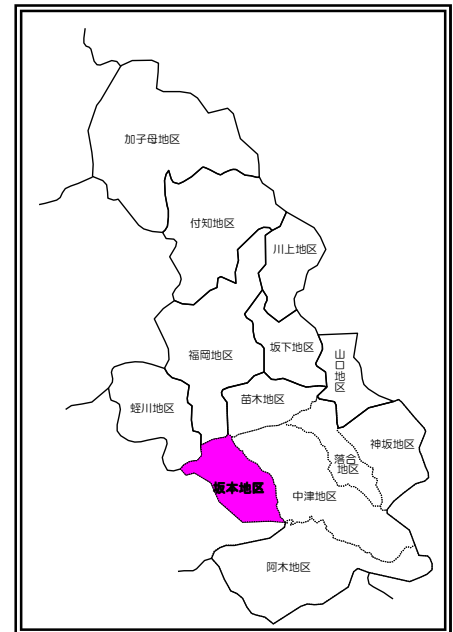 加子母地区
付知地区
川上地区
坂下地区
福岡地区
山口地区
苗木地区
蛭川地区
神坂地区
落合
地区
坂本地区
中津地区
阿木地区